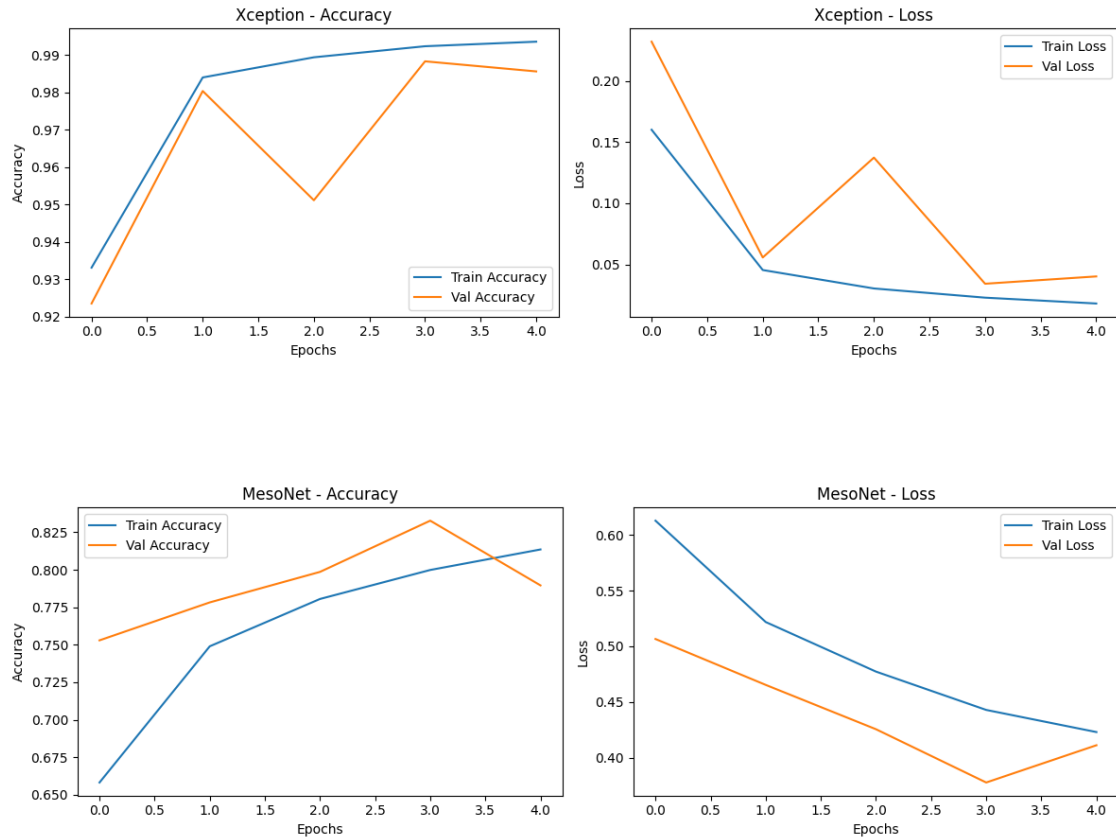 Xception - Accuracy
0.99
0.98
0.97
0.96
0.95
0.94
0.93
0.92
Accuracy
Train Accuracy
Val Accuracy
0.0 0.5 1.0 1.5 2.0 2.5 3.0 3.5 4.0
Epochs
Xception - Loss
0.20
0.15
0.10
0.05
Loss
Train Loss
Val Loss
0.0 0.5 1.0 1.5 2.0 2.5 3.0 3.5 4.0
Epochs
MesoNet - Accuracy
0.825
0.800
0.775
0.750
0.725
0.700
0.675
0.650
Accuracy
Train Accuracy
Val Accuracy
0.0 0.5 1.0 1.5 2.0 2.5 3.0 3.5 4.0
Epochs
MesoNet - Loss
0.60
0.55
0.50
0.45
0.40
Loss
Train Loss
Val Loss
0.0 0.5 1.0 1.5 2.0 2.5 3.0 3.5 4.0
Epochs